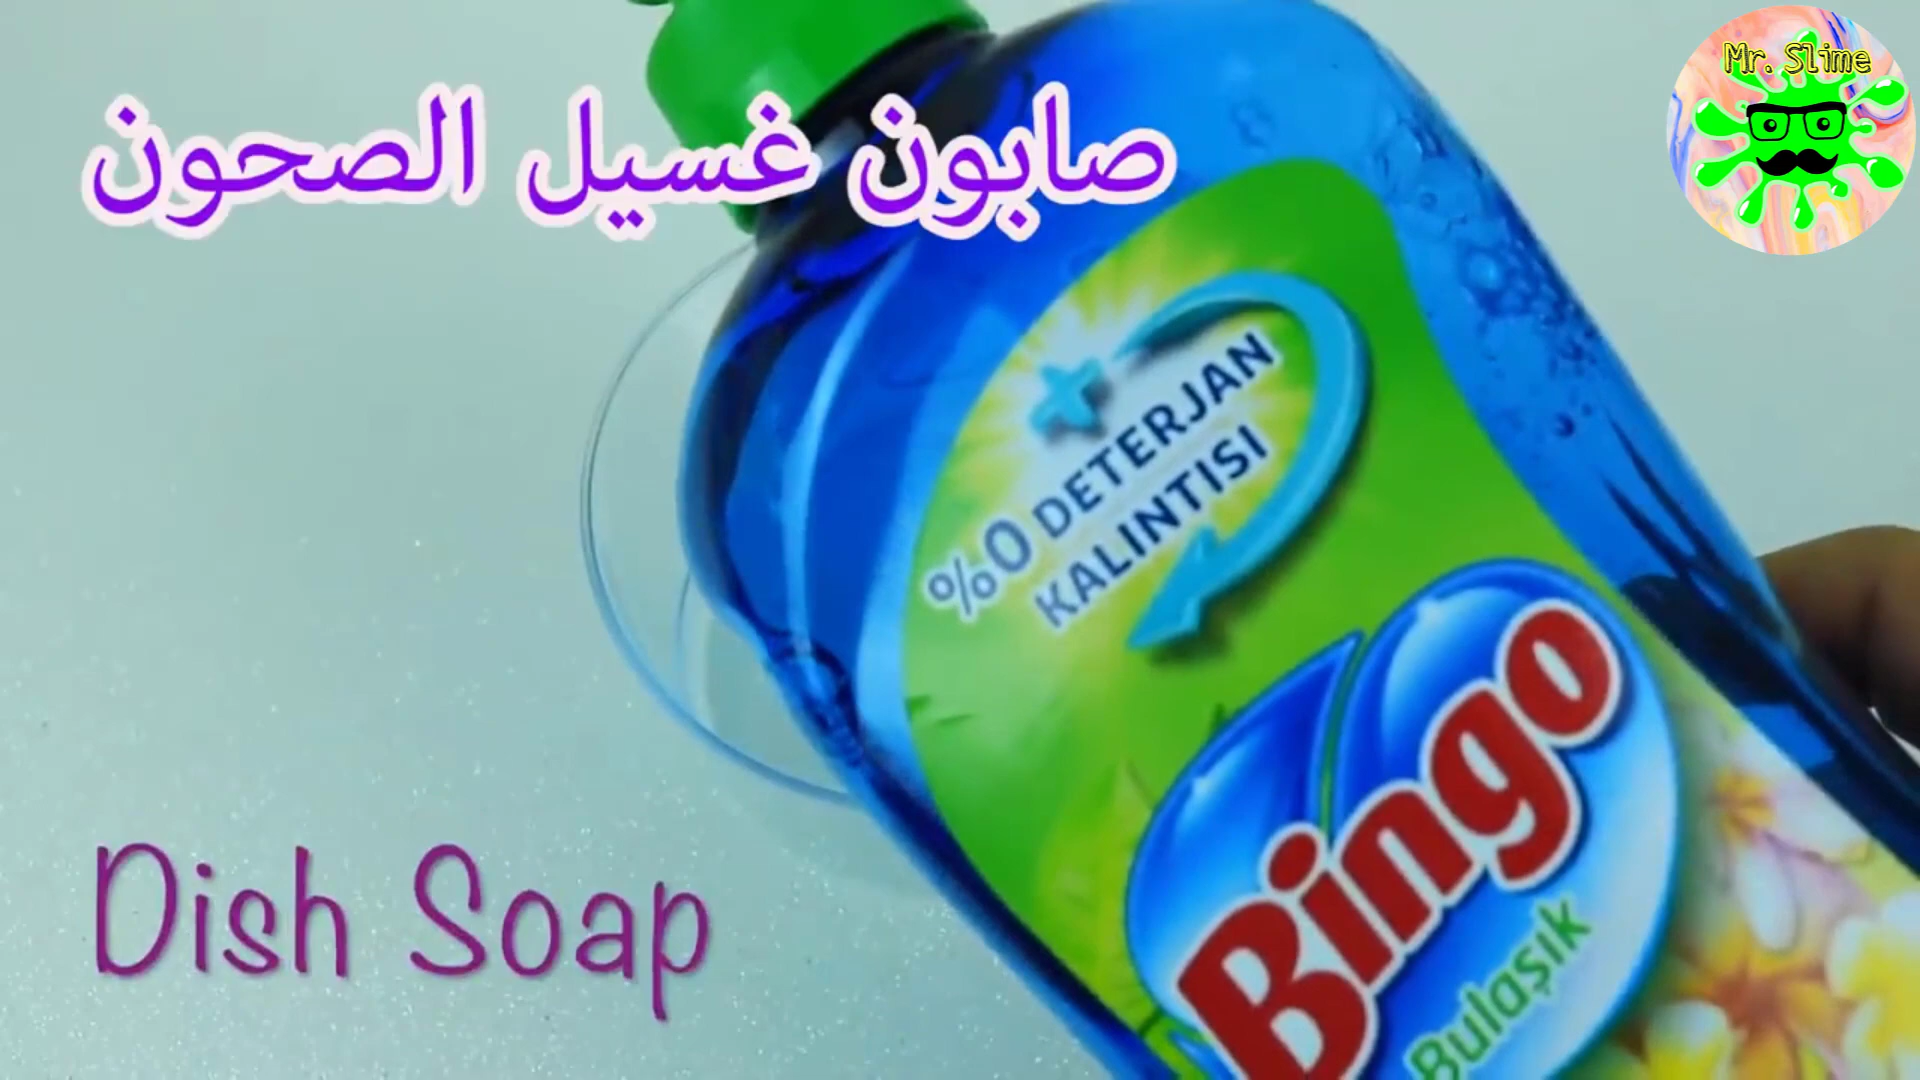 Mr. Slime
صابون غسيل الصحون
%0 DETERJAN
KALINTISI
Bingo
Bulaşık
Dish Soap